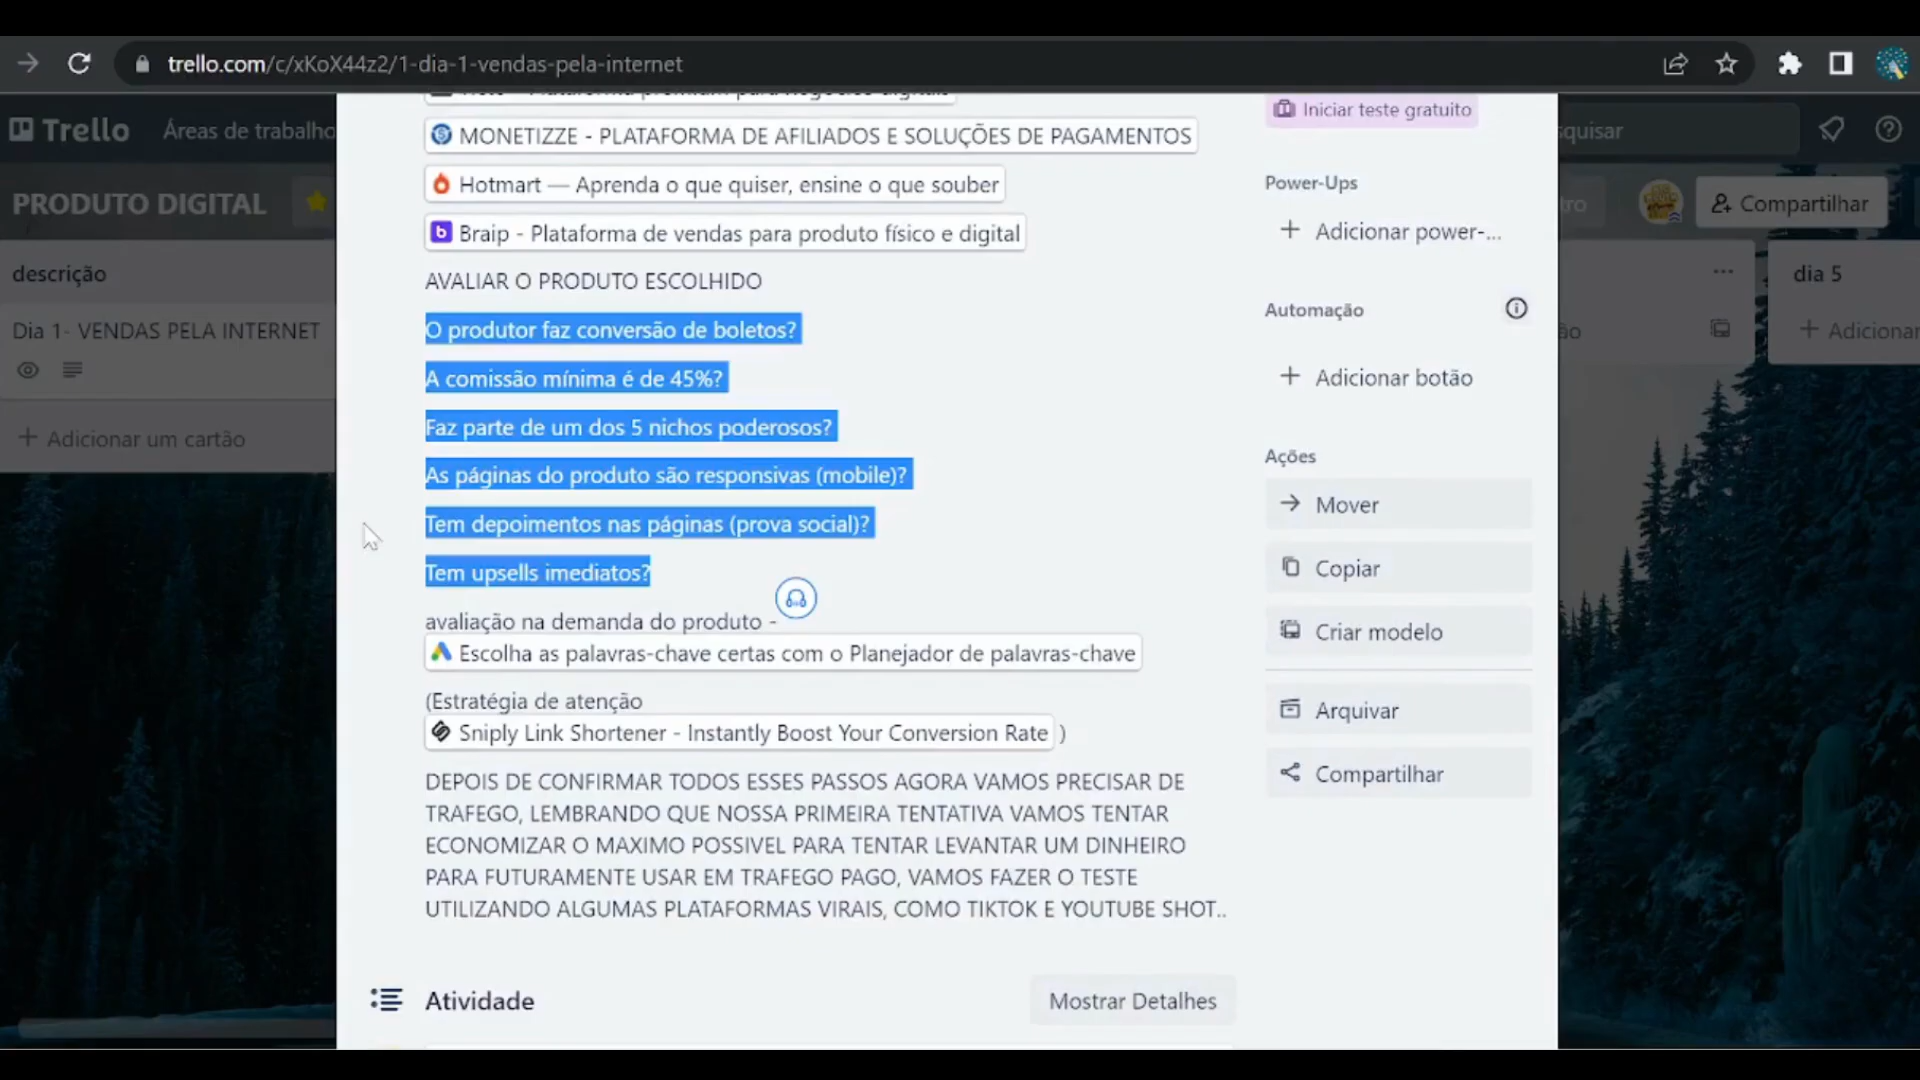 trello.com/c/xKoX44z2/1-dia-1-vendas-pela-internet
Trello
Áreas de trabalho
squisar
PRODUTO DIGITAL
tro
Compartilhar
descrição
Dia 1- VENDAS PELA INTERNET
Adicionar um cartão
MONETIZZE - PLATAFORMA DE AFILIADOS E SOLUÇÕES DE PAGAMENTOS
Hotmart — Aprenda o que quiser, ensine o que souber
Braip - Plataforma de vendas para produto físico e digital
AVALIAR O PRODUTO ESCOLHIDO
O produtor faz conversão de boletos?
A comissão mínima é de 45%?
Faz parte de um dos 5 nichos poderosos?
As páginas do produto são responsivas (mobile)?
Tem depoimentos nas páginas (prova social)?
Tem upsells imediatos?
avaliação na demanda do produto -
Escolha as palavras-chave certas com o Planejador de palavras-chave
(Estratégia de atenção
Sniply Link Shortener - Instantly Boost Your Conversion Rate )
DEPOIS DE CONFIRMAR TODOS ESSES PASSOS AGORA VAMOS PRECISAR DE
TRAFEGO, LEMBRANDO QUE NOSSA PRIMEIRA TENTATIVA VAMOS TENTAR
ECONOMIZAR O MAXIMO POSSIVEL PARA TENTAR LEVANTAR UM DINHEIRO
PARA FUTURAMENTE USAR EM TRAFEGO PAGO, VAMOS FAZER O TESTE
UTILIZANDO ALGUMAS PLATAFORMAS VIRAIS, COMO TIKTOK E YOUTUBE SHOT..
Atividade
Mostrar Detalhes
Iniciar teste gratuito
Power-Ups
Adicionar power-...
Automação
Adicionar botão
Ações
Mover
Copiar
Criar modelo
Arquivar
Compartilhar
ão
dia 5
Adicionar